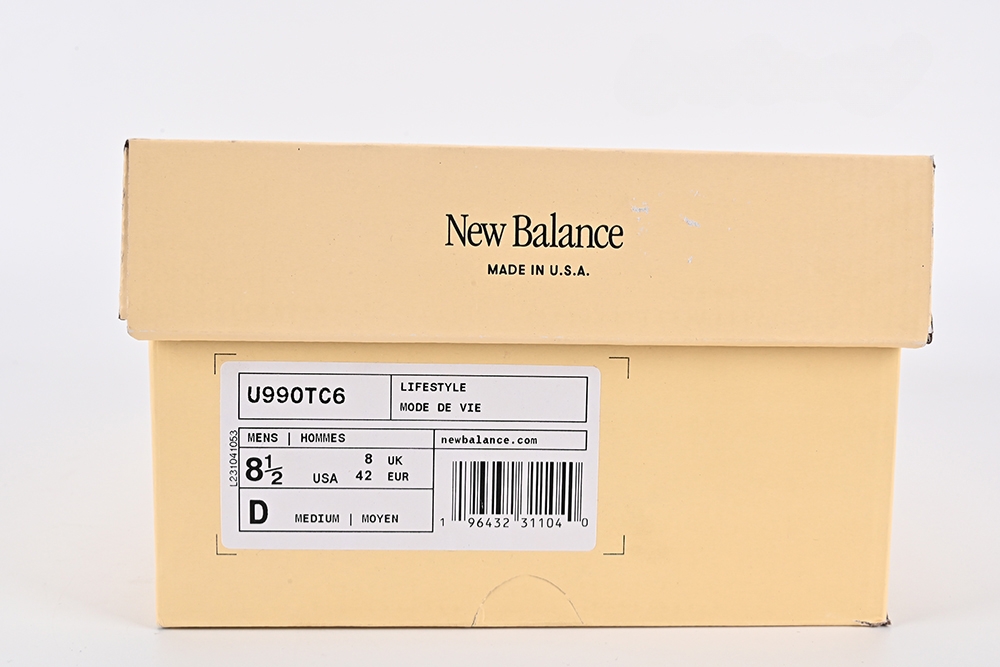 New Balance
MADE IN U.S.A.
U990TC6
LIFESTYLE
MODE DE VIE
MENS | HOMMES
newbalance.com
8½ USA 8 UK
42 EUR
D MEDIUM | MOYEN
1 96432 31104 0
L231041053